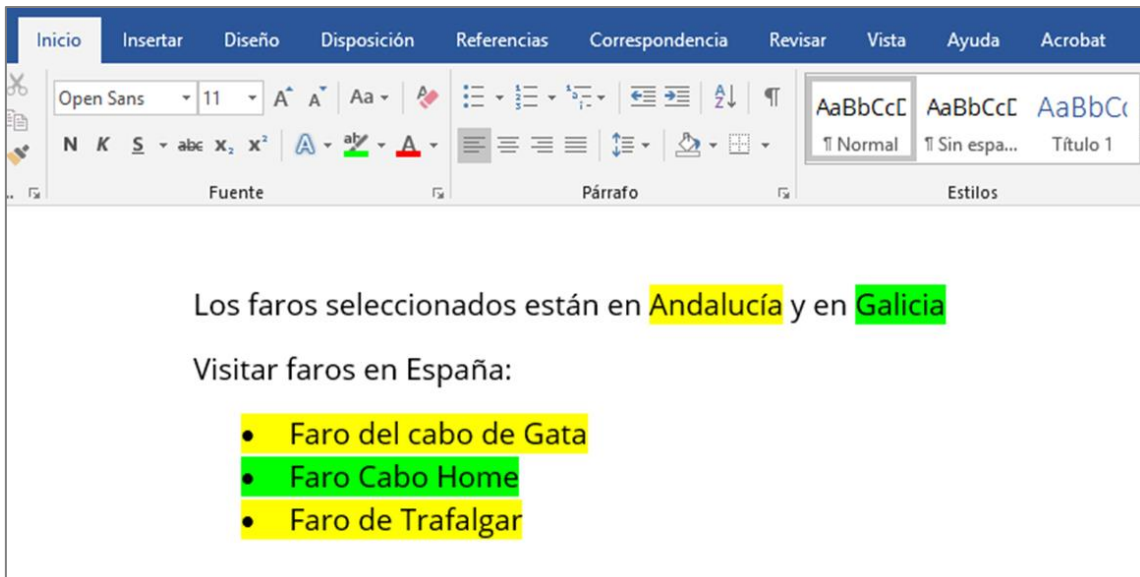 Inicio Insertar Diseño Disposición Referencias Correspondencia Revisar Vista Ayuda Acrobat
Open Sans 11 A A Aa
AaBbCcD AaBbCcD AaBbC
N K S abc x₂ x² A ab A
¶ Normal ¶ Sin espa... Título 1
Fuente Párrafo Estilos
Los faros seleccionados están en Andalucía y en Galicia
Visitar faros en España:
• Faro del cabo de Gata
• Faro Cabo Home
• Faro de Trafalgar